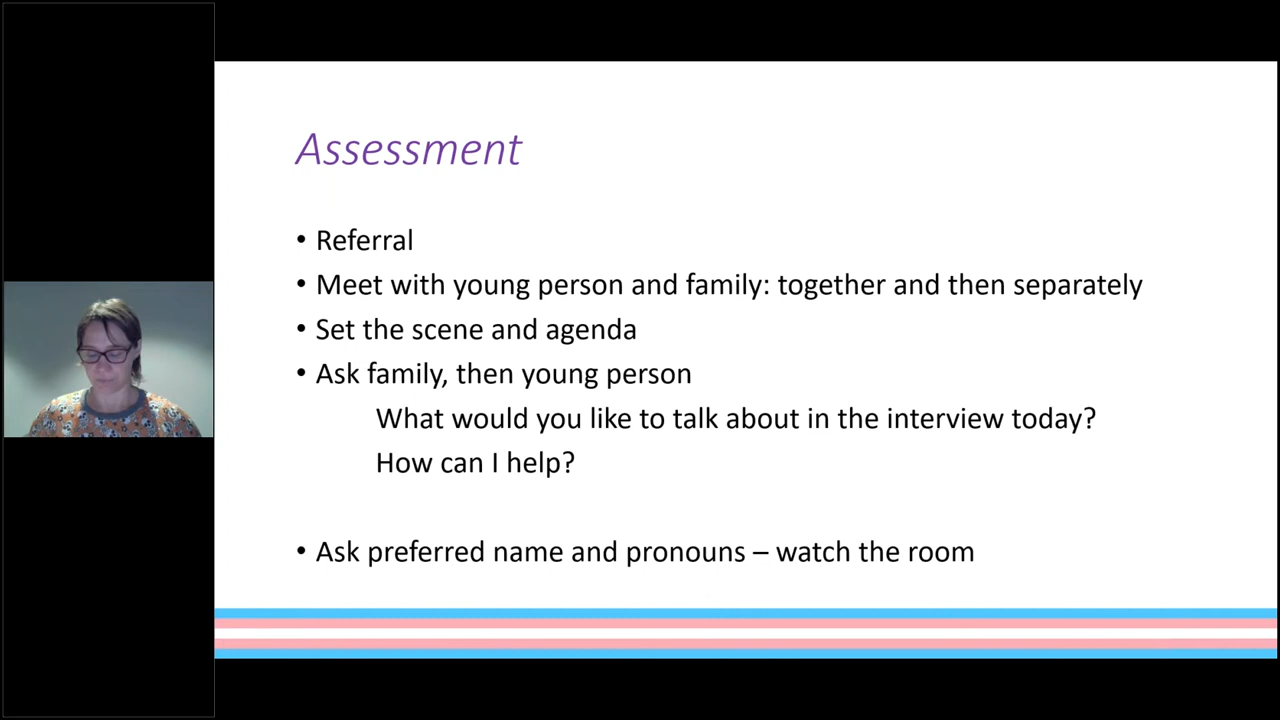 Assessment
• Referral
• Meet with young person and family: together and then separately
• Set the scene and agenda
• Ask family, then young person
What would you like to talk about in the interview today?
How can I help?
• Ask preferred name and pronouns – watch the room